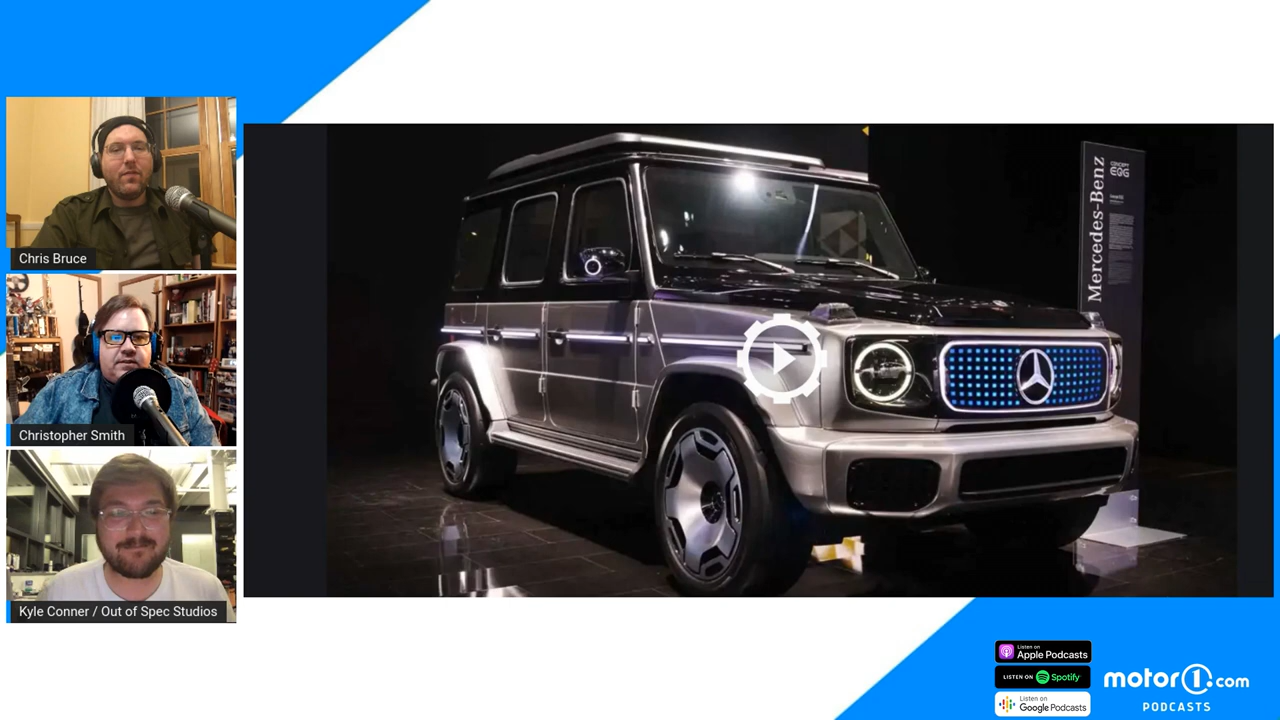 Chris Bruce
Christopher Smith
Kyle Conner / Out of Spec Studios
Mercedes-Benz
CONCEPT
EQG
Listen on
Apple Podcasts
LISTEN ON Spotify
Listen on
Google Podcasts
motor1.com
PODCASTS